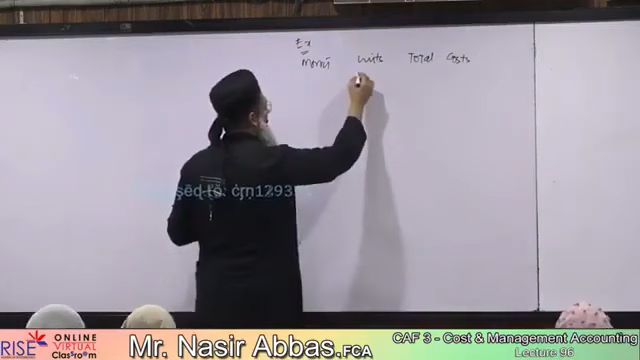 Ex
Month Units Total Costs
RISE ONLINE VIRTUAL Classroom
Mr. Nasir Abbas.FCA
CAF 3 - Cost & Management Accounting
Lecture 96